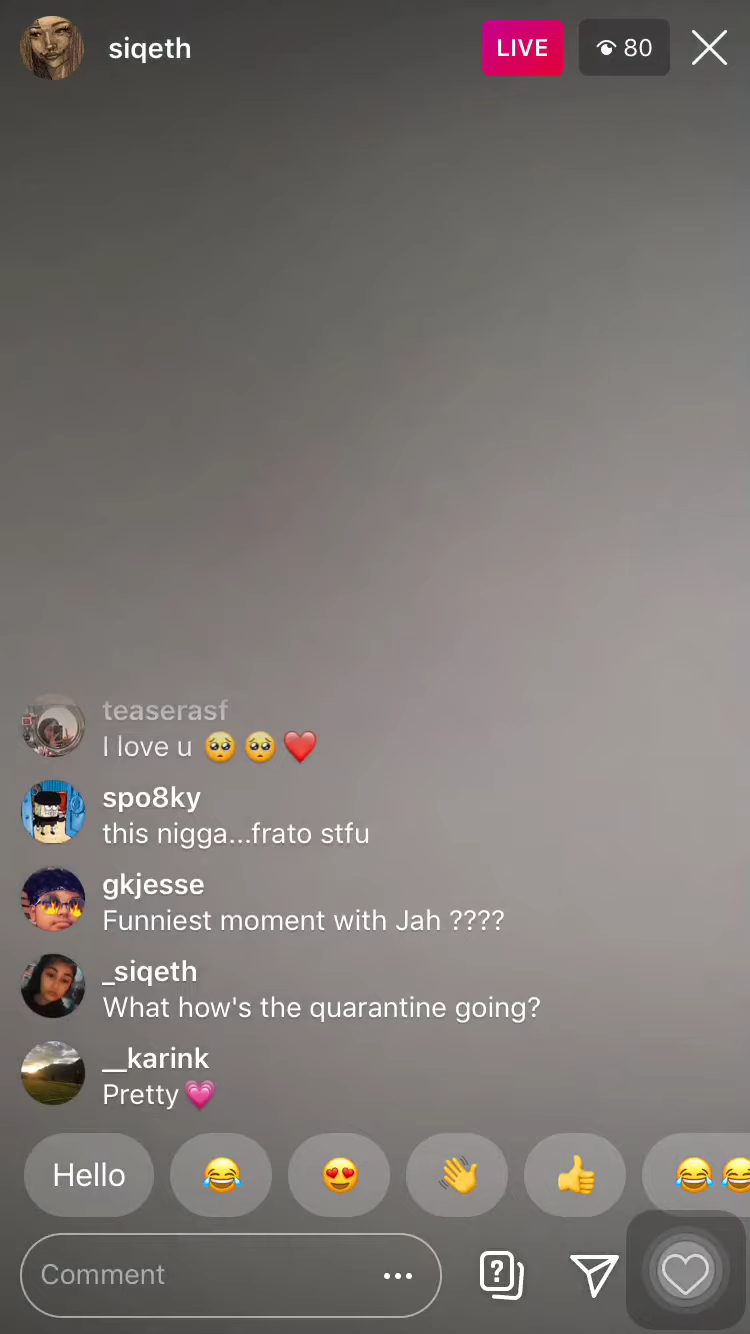 siqeth
LIVE
80
teaserasf
I love u 🥺 🥺 ❤️
spo8ky
this nigga...frato stfu
gkjesse
Funniest moment with Jah ????
_siqeth
What how's the quarantine going?
__karink
Pretty💗
Hello 😂 😍 👋 👍 😂😂
Comment